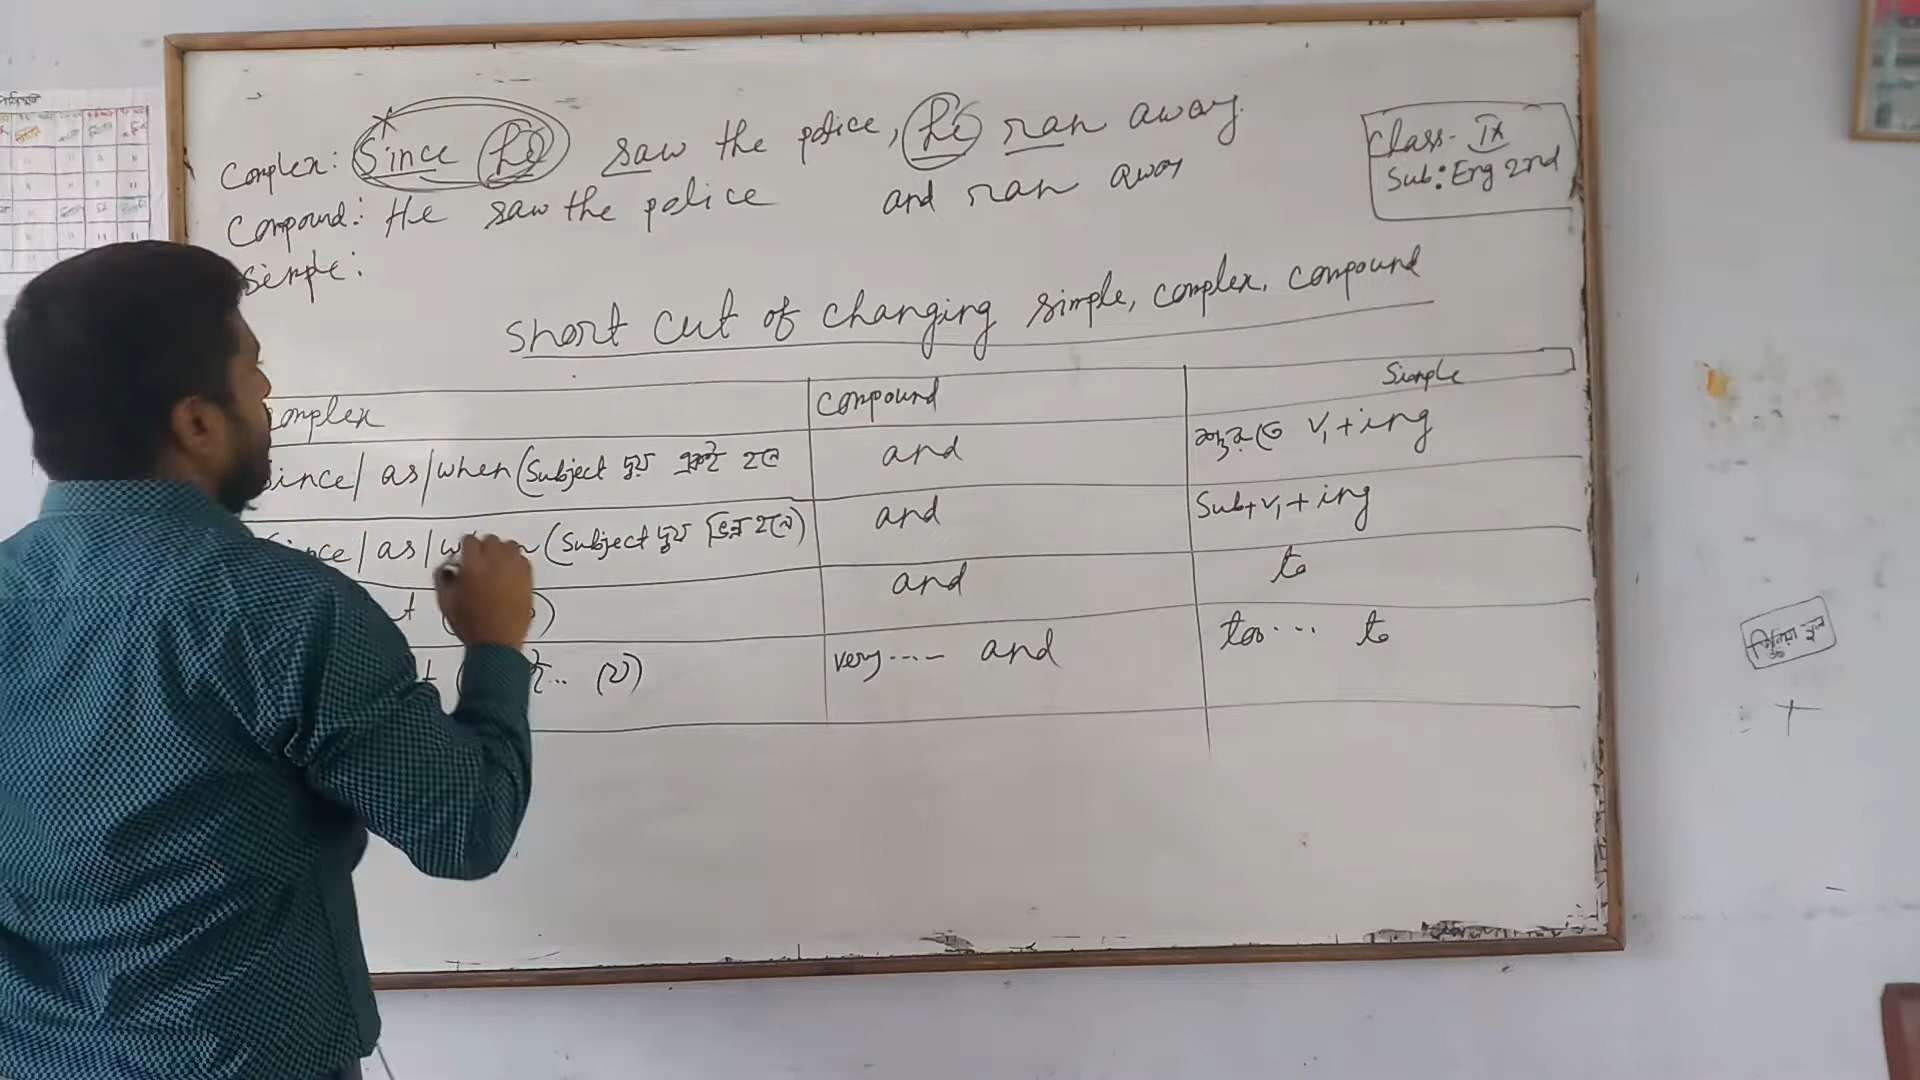 Complex: Since he saw the police, he ran away.
Compound: He saw the police and ran away
Simple:
Class- IX
Sub: Eng 2nd
Short cut of changing simple, complex, compound
complex compound Simple
Since/ as/when (Subject দুটি একই হলে and শুরুতে V1 + ing
Since/as/when (Subject দুটি ভিন্ন হলে) and Sub+V1 + ing
and to
যে) very .... and too ... to